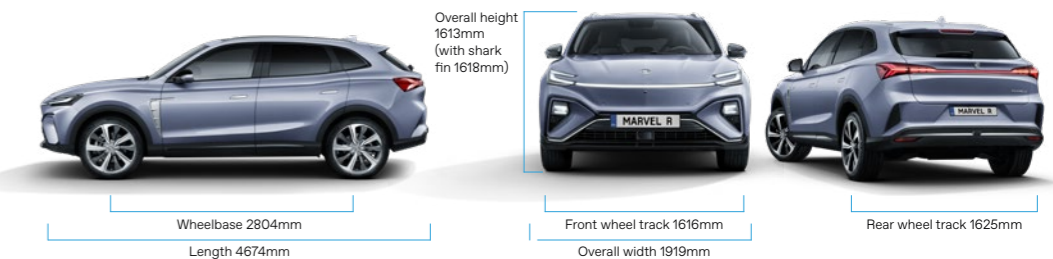 Overall height
1613mm
(with shark
fin 1618mm)
MARVEL R
MARVEL R
Wheelbase 2804mm
Front wheel track 1616mm
Rear wheel track 1625mm
Length 4674mm
Overall width 1919mm